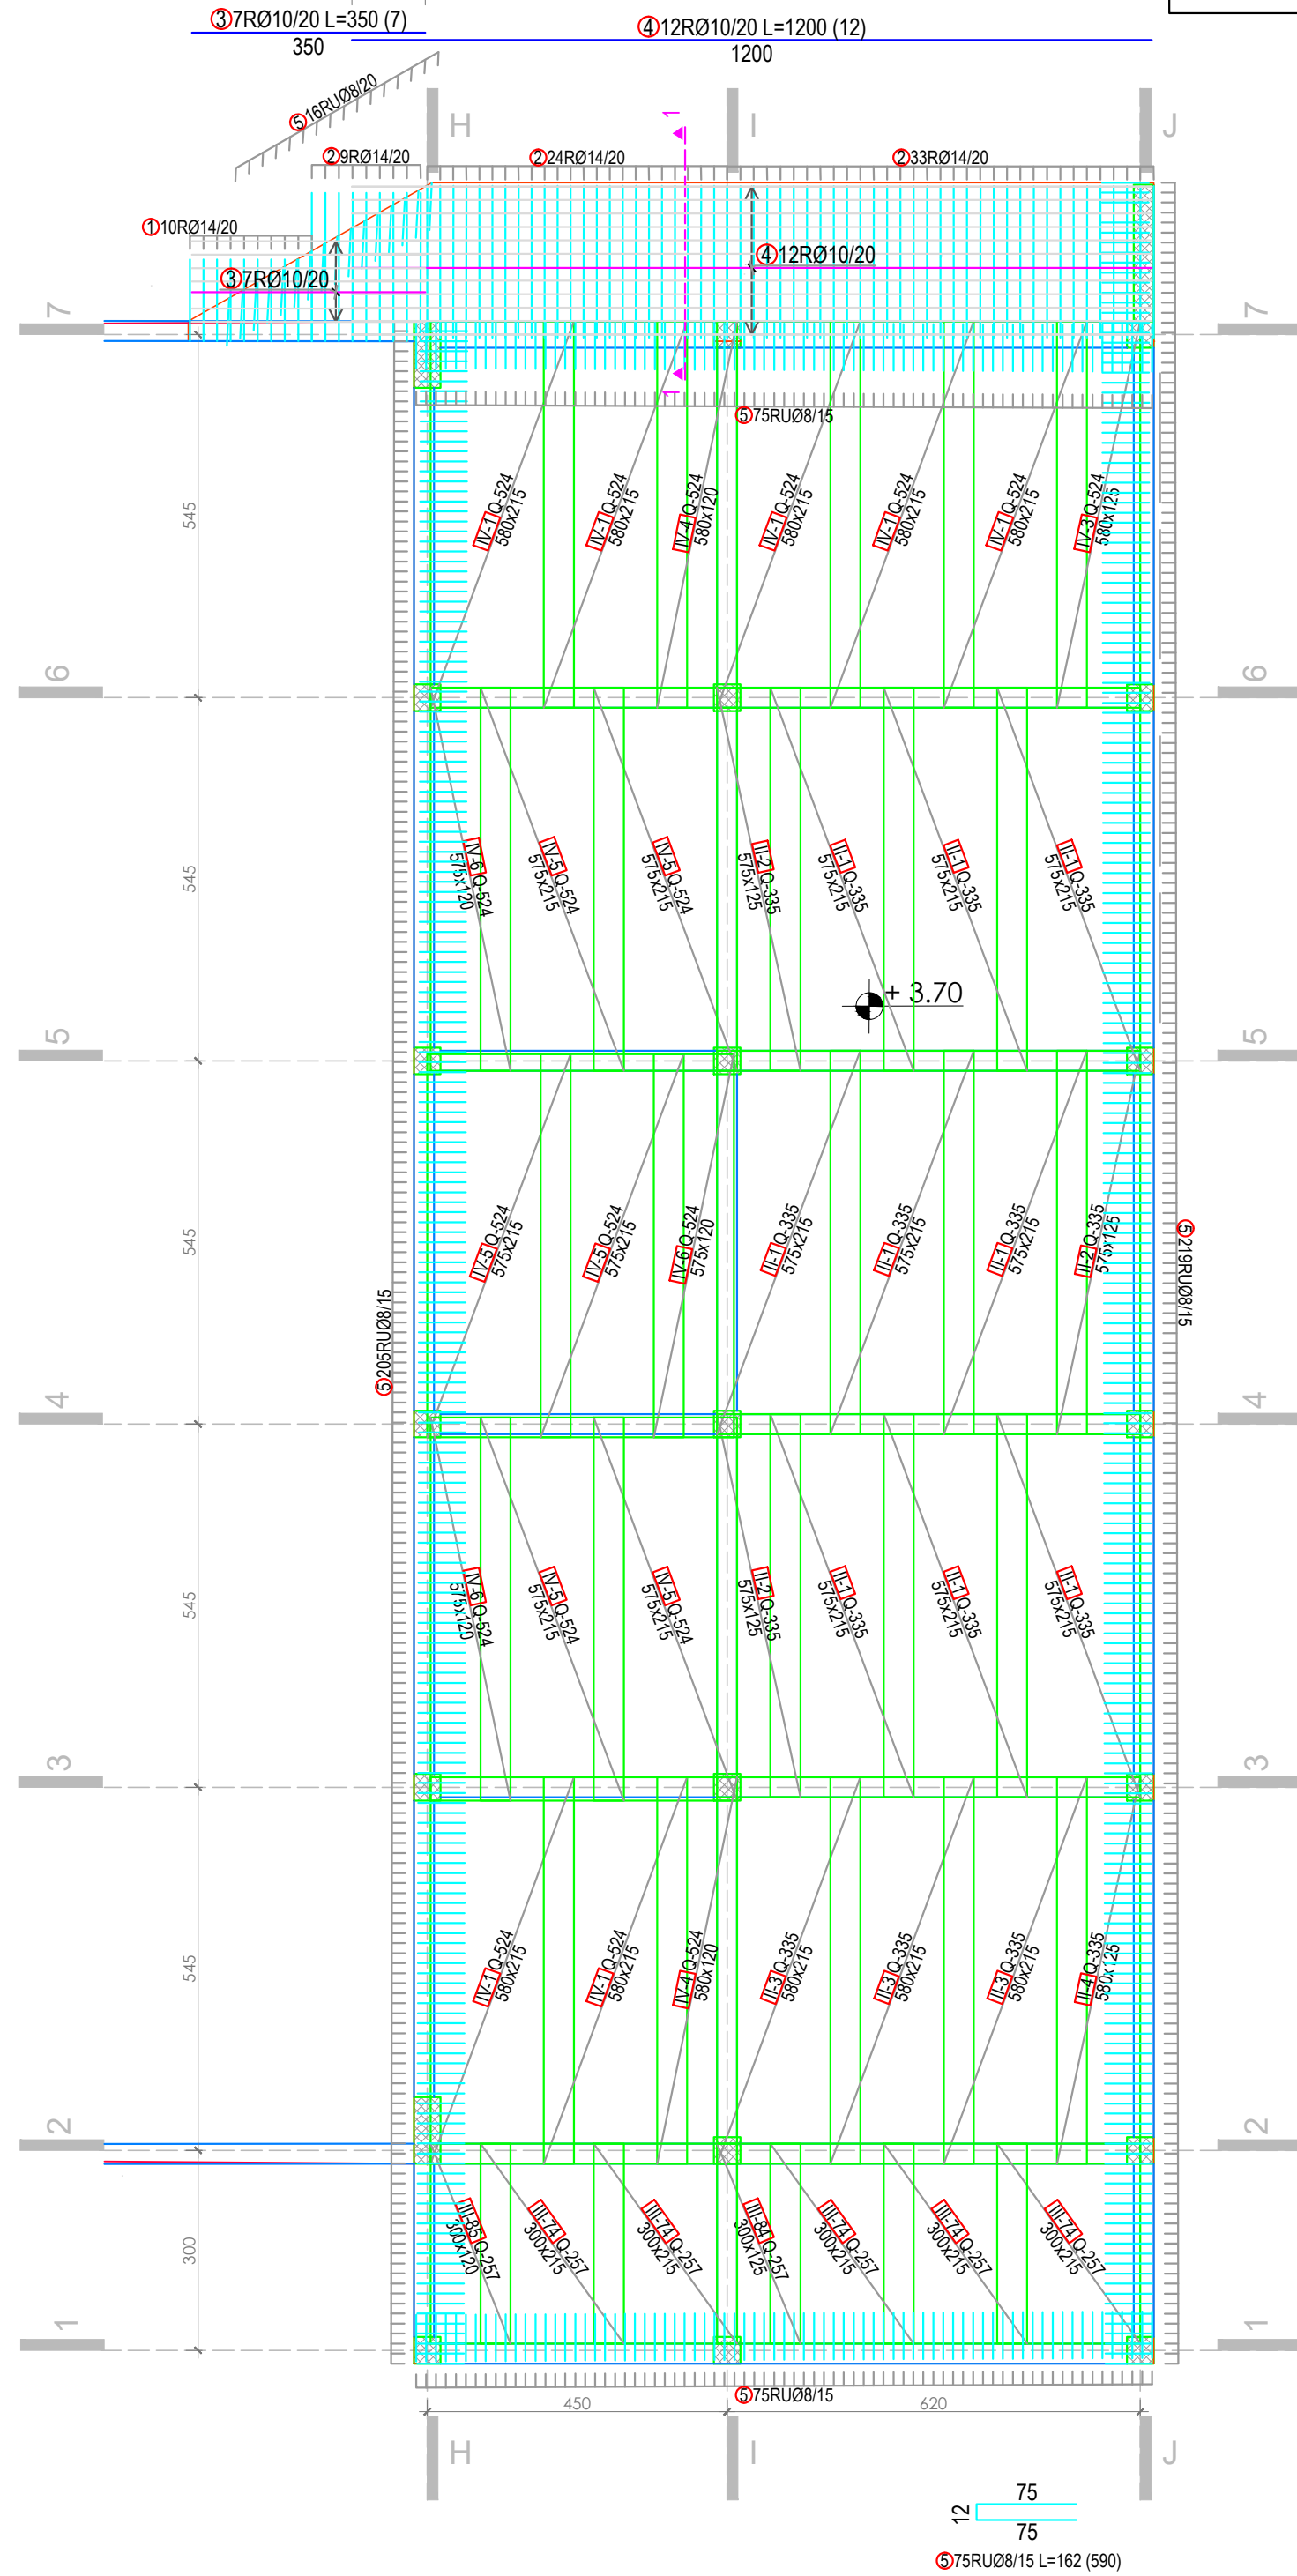 ③7RØ10/20 L=350 (7)
350
④12RØ10/20 L=1200 (12)
1200
⑤16RUØ8/20
H
I
J
1
②9RØ14/20
②24RØ14/20
②33RØ14/20
①10RØ14/20
④12RØ10/20
③7RØ10/20
7
7
1
⑤75RUØ8/15
545
IV-1 Q-524
580x215
IV-1 Q-524
580x215
IV-4 Q-524
580x120
IV-1 Q-524
580x215
IV-1 Q-524
580x215
IV-1 Q-524
580x215
IV-3 Q-524
580x125
6
6
545
IV-6 Q-524
575x120
IV-5 Q-524
575x215
IV-5 Q-524
575x215
II-2 Q-335
575x125
II-1 Q-335
575x215
II-1 Q-335
575x215
II-1 Q-335
575x215
+ 3.70
5
5
545
IV-5 Q-524
575x215
IV-5 Q-524
575x215
IV-6 Q-524
575x120
II-1 Q-335
575x215
II-1 Q-335
575x215
II-1 Q-335
575x215
II-2 Q-335
575x125
⑤219RUØ8/15
⑤205RUØ8/15
4
4
545
IV-6 Q-524
575x120
IV-5 Q-524
575x215
IV-5 Q-524
575x215
II-2 Q-335
575x125
II-1 Q-335
575x215
II-1 Q-335
575x215
II-1 Q-335
575x215
3
3
545
IV-1 Q-524
580x215
IV-1 Q-524
580x215
IV-4 Q-524
580x120
II-3 Q-335
580x215
II-3 Q-335
580x215
II-3 Q-335
580x215
II-4 Q-335
580x125
2
2
300
III-85 Q-257
300x120
III-74 Q-257
300x215
III-74 Q-257
300x215
III-84 Q-257
300x125
III-74 Q-257
300x215
III-74 Q-257
300x215
III-74 Q-257
300x215
1
1
⑤75RUØ8/15
450
620
H
I
J
75
12
75
⑤75RUØ8/15 L=162 (590)